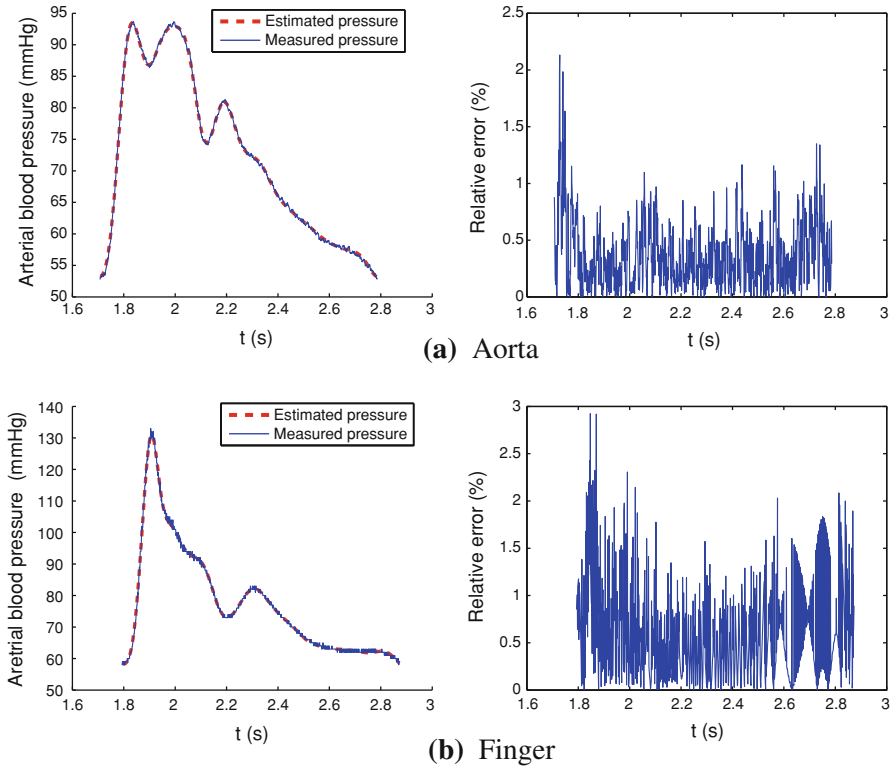 Estimated pressure
Measured pressure
Arterial blood pressure (mmHg)
95
90
85
80
75
70
65
60
55
50
1.6 1.8 2 2.2 2.4 2.6 2.8 3
t (s)
Relative error (%)
2.5
2
1.5
1
0.5
0
1.6 1.8 2 2.2 2.4 2.6 2.8 3
t (s)
(a) Aorta
Estimated pressure
Measured pressure
Aretrial blood pressure (mmHg)
140
130
120
110
100
90
80
70
60
50
1.6 1.8 2 2.2 2.4 2.6 2.8 3
t (s)
Relative error (%)
3
2.5
2
1.5
1
0.5
0
1.6 1.8 2 2.2 2.4 2.6 2.8 3
t (s)
(b) Finger